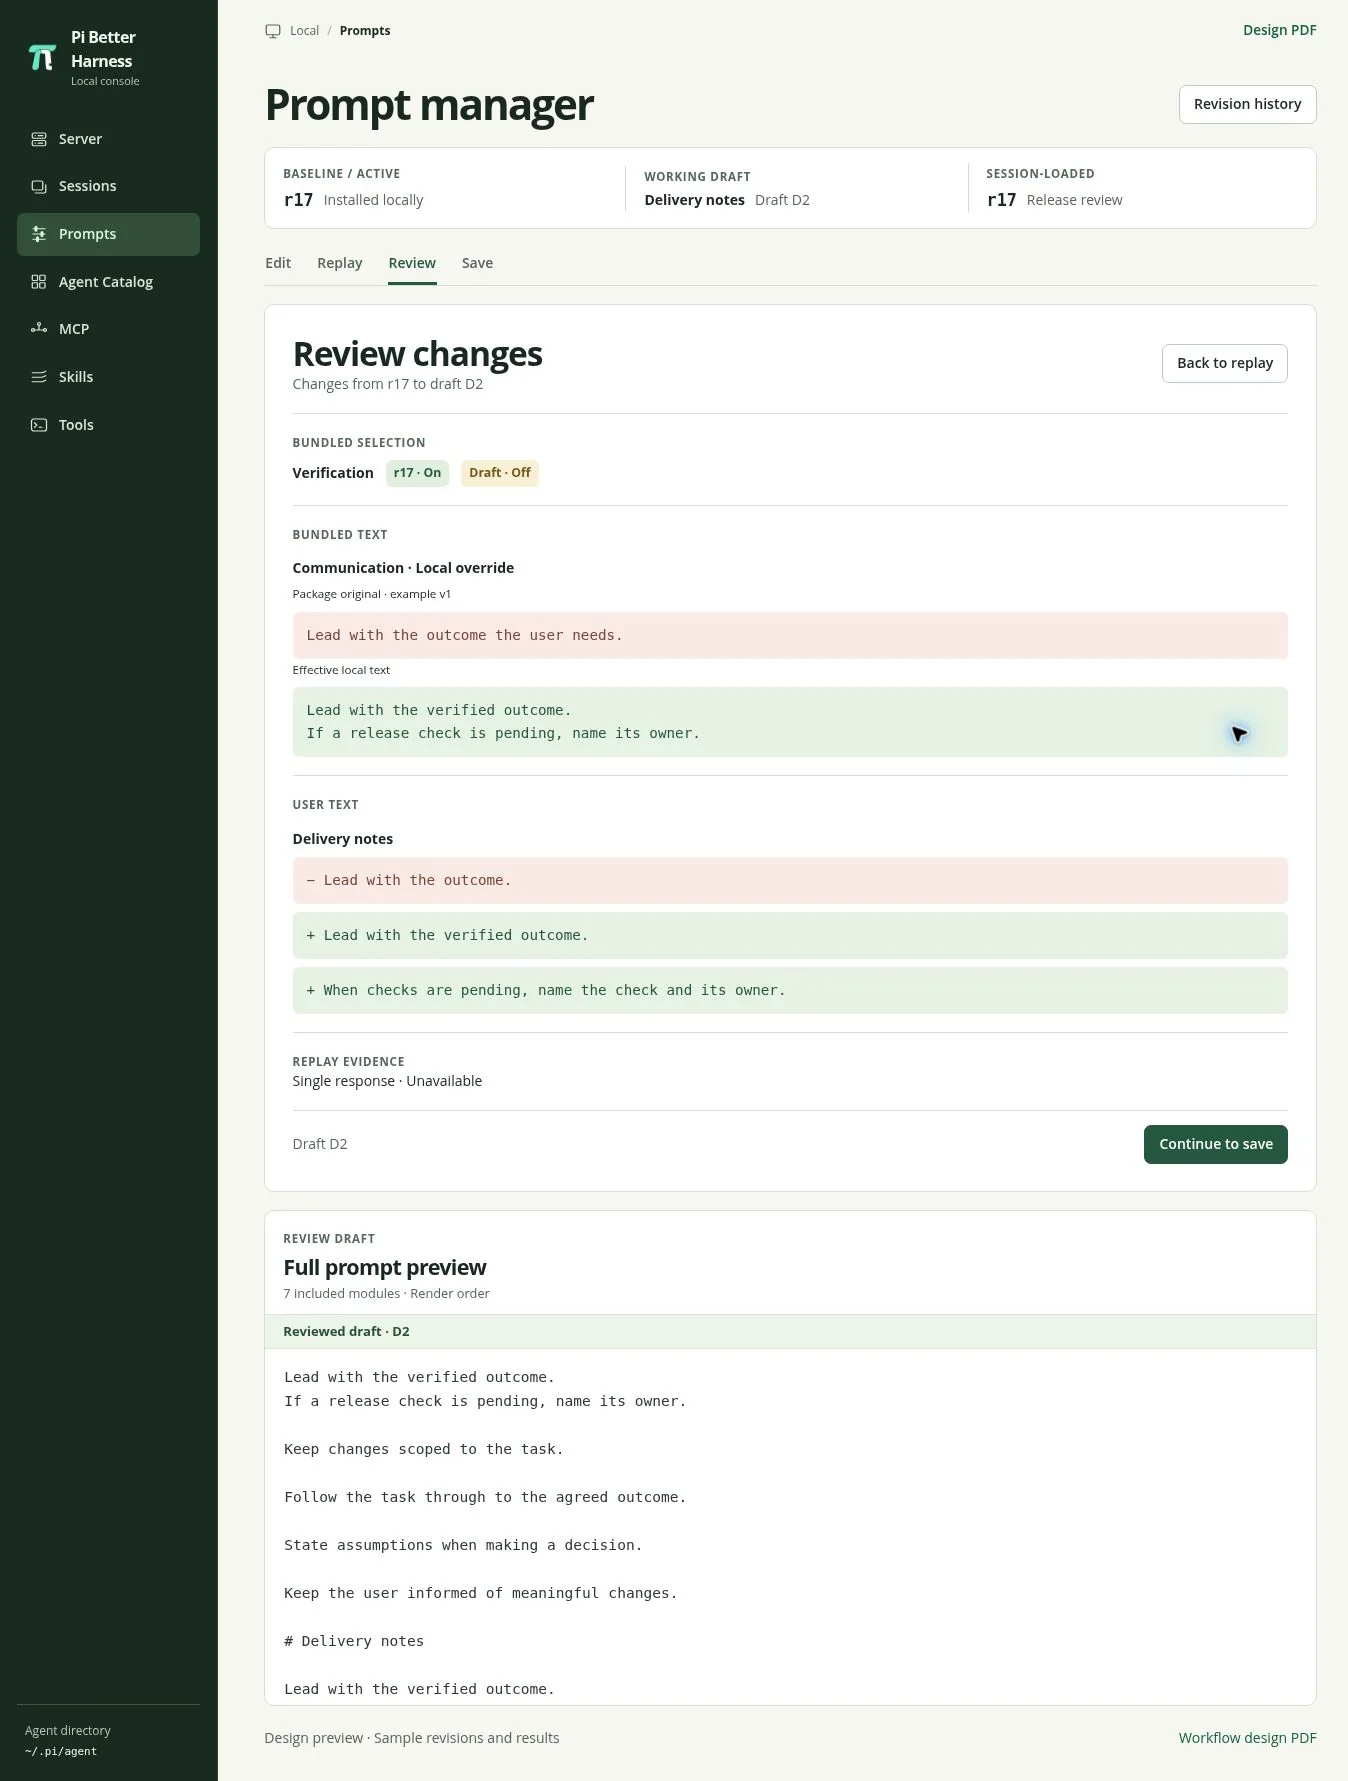 Pi Better
Harness
Local console
Server
Sessions
Prompts
Agent Catalog
MCP
Skills
Tools
Agent directory
~/.pi/agent
Local / Prompts
Design PDF
Prompt manager
Revision history
BASELINE / ACTIVE
r17 Installed locally
WORKING DRAFT
Delivery notes Draft D2
SESSION-LOADED
r17 Release review
Edit Replay Review Save
Review changes
Changes from r17 to draft D2
Back to replay
BUNDLED SELECTION
Verification r17 · On Draft · Off
BUNDLED TEXT
Communication · Local override
Package original · example v1
Lead with the outcome the user needs.
Effective local text
Lead with the verified outcome.
If a release check is pending, name its owner.
USER TEXT
Delivery notes
− Lead with the outcome.
+ Lead with the verified outcome.
+ When checks are pending, name the check and its owner.
REPLAY EVIDENCE
Single response · Unavailable
Draft D2
Continue to save
REVIEW DRAFT
Full prompt preview
7 included modules · Render order
Reviewed draft · D2
Lead with the verified outcome.
If a release check is pending, name its owner.
Keep changes scoped to the task.
Follow the task through to the agreed outcome.
State assumptions when making a decision.
Keep the user informed of meaningful changes.
# Delivery notes
Lead with the verified outcome.
Design preview · Sample revisions and results
Workflow design PDF